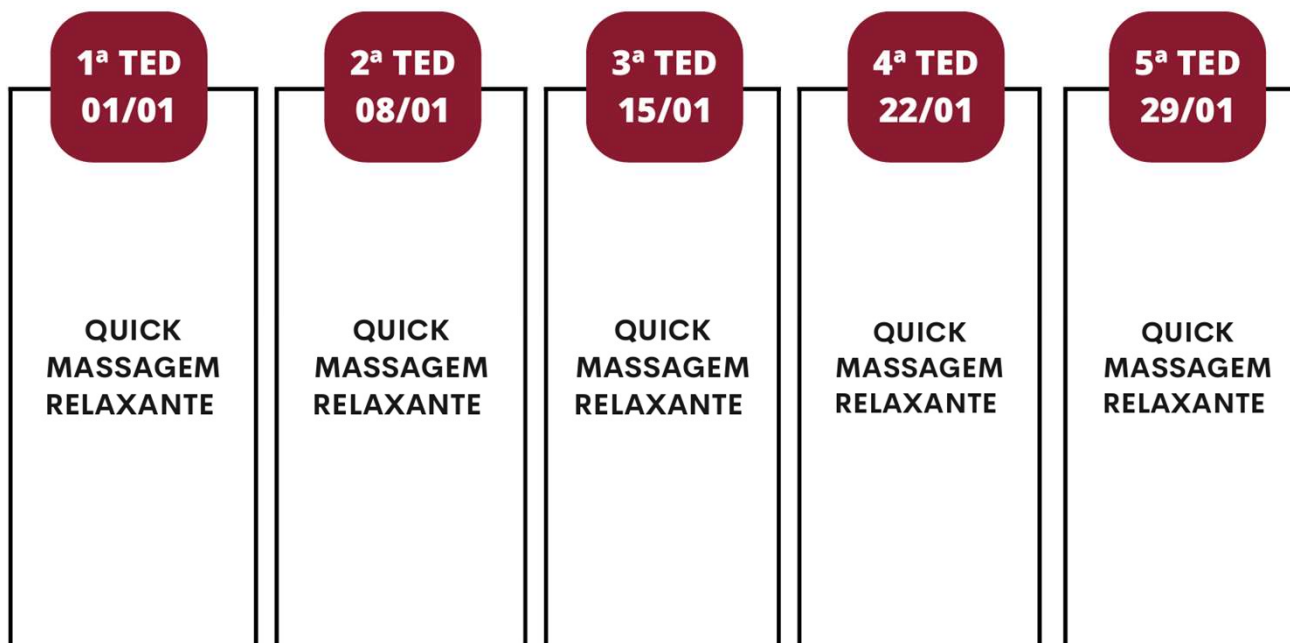 1ª TED
01/01
QUICK
MASSAGEM
RELAXANTE
2ª TED
08/01
QUICK
MASSAGEM
RELAXANTE
3ª TED
15/01
QUICK
MASSAGEM
RELAXANTE
4ª TED
22/01
QUICK
MASSAGEM
RELAXANTE
5ª TED
29/01
QUICK
MASSAGEM
RELAXANTE